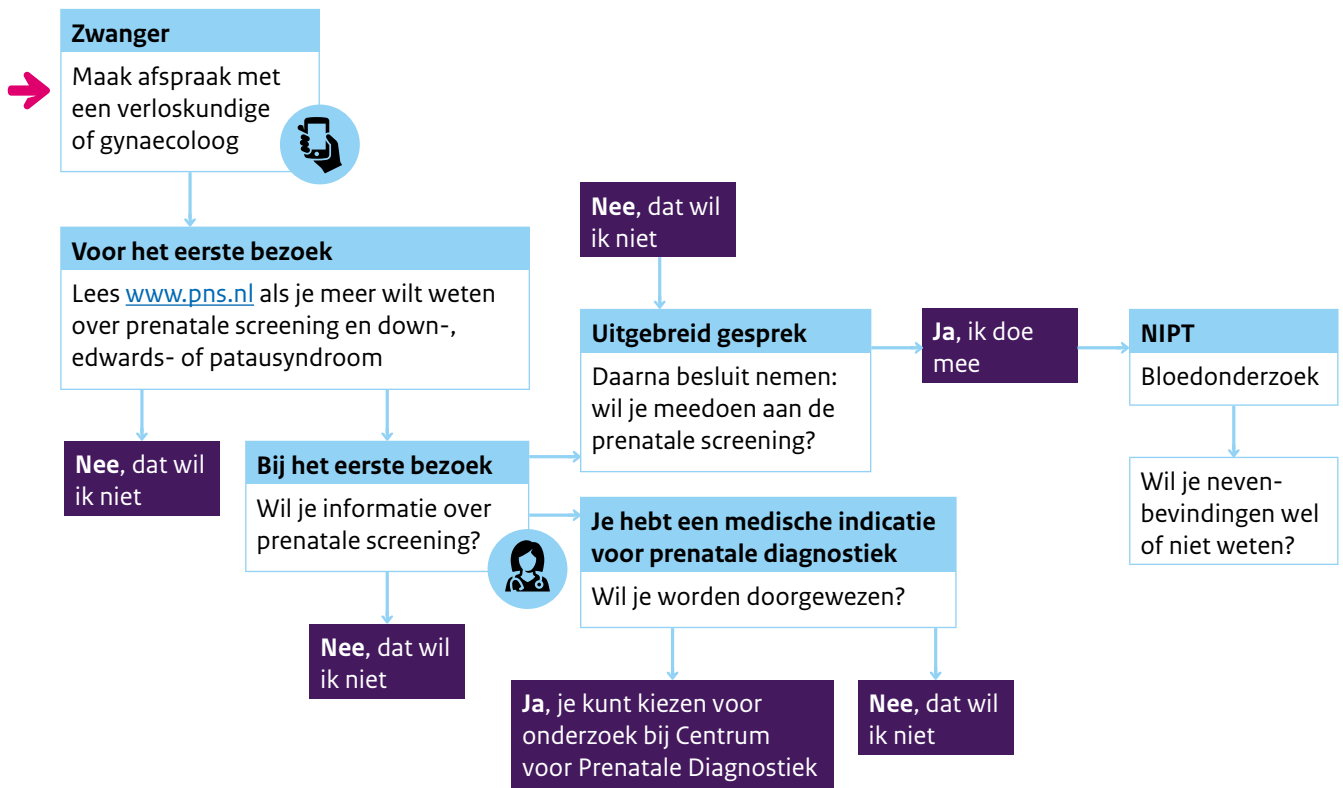 Zwanger
Maak afspraak met
een verloskundige
of gynaecoloog
Voor het eerste bezoek
Lees www.pns.nl als je meer wilt weten
over prenatale screening en down-,
edwards- of patausyndroom
Nee, dat wil
ik niet
Bij het eerste bezoek
Wil je informatie over
prenatale screening?
Nee, dat wil
ik niet
Nee, dat wil
ik niet
Uitgebreid gesprek
Daarna besluit nemen:
wil je meedoen aan de
prenatale screening?
Ja, ik doe
mee
NIPT
Bloedonderzoek
Wil je neven-
bevindingen wel
of niet weten?
Je hebt een medische indicatie
voor prenatale diagnostiek
Wil je worden doorgewezen?
Ja, je kunt kiezen voor
onderzoek bij Centrum
voor Prenatale Diagnostiek
Nee, dat wil
ik niet